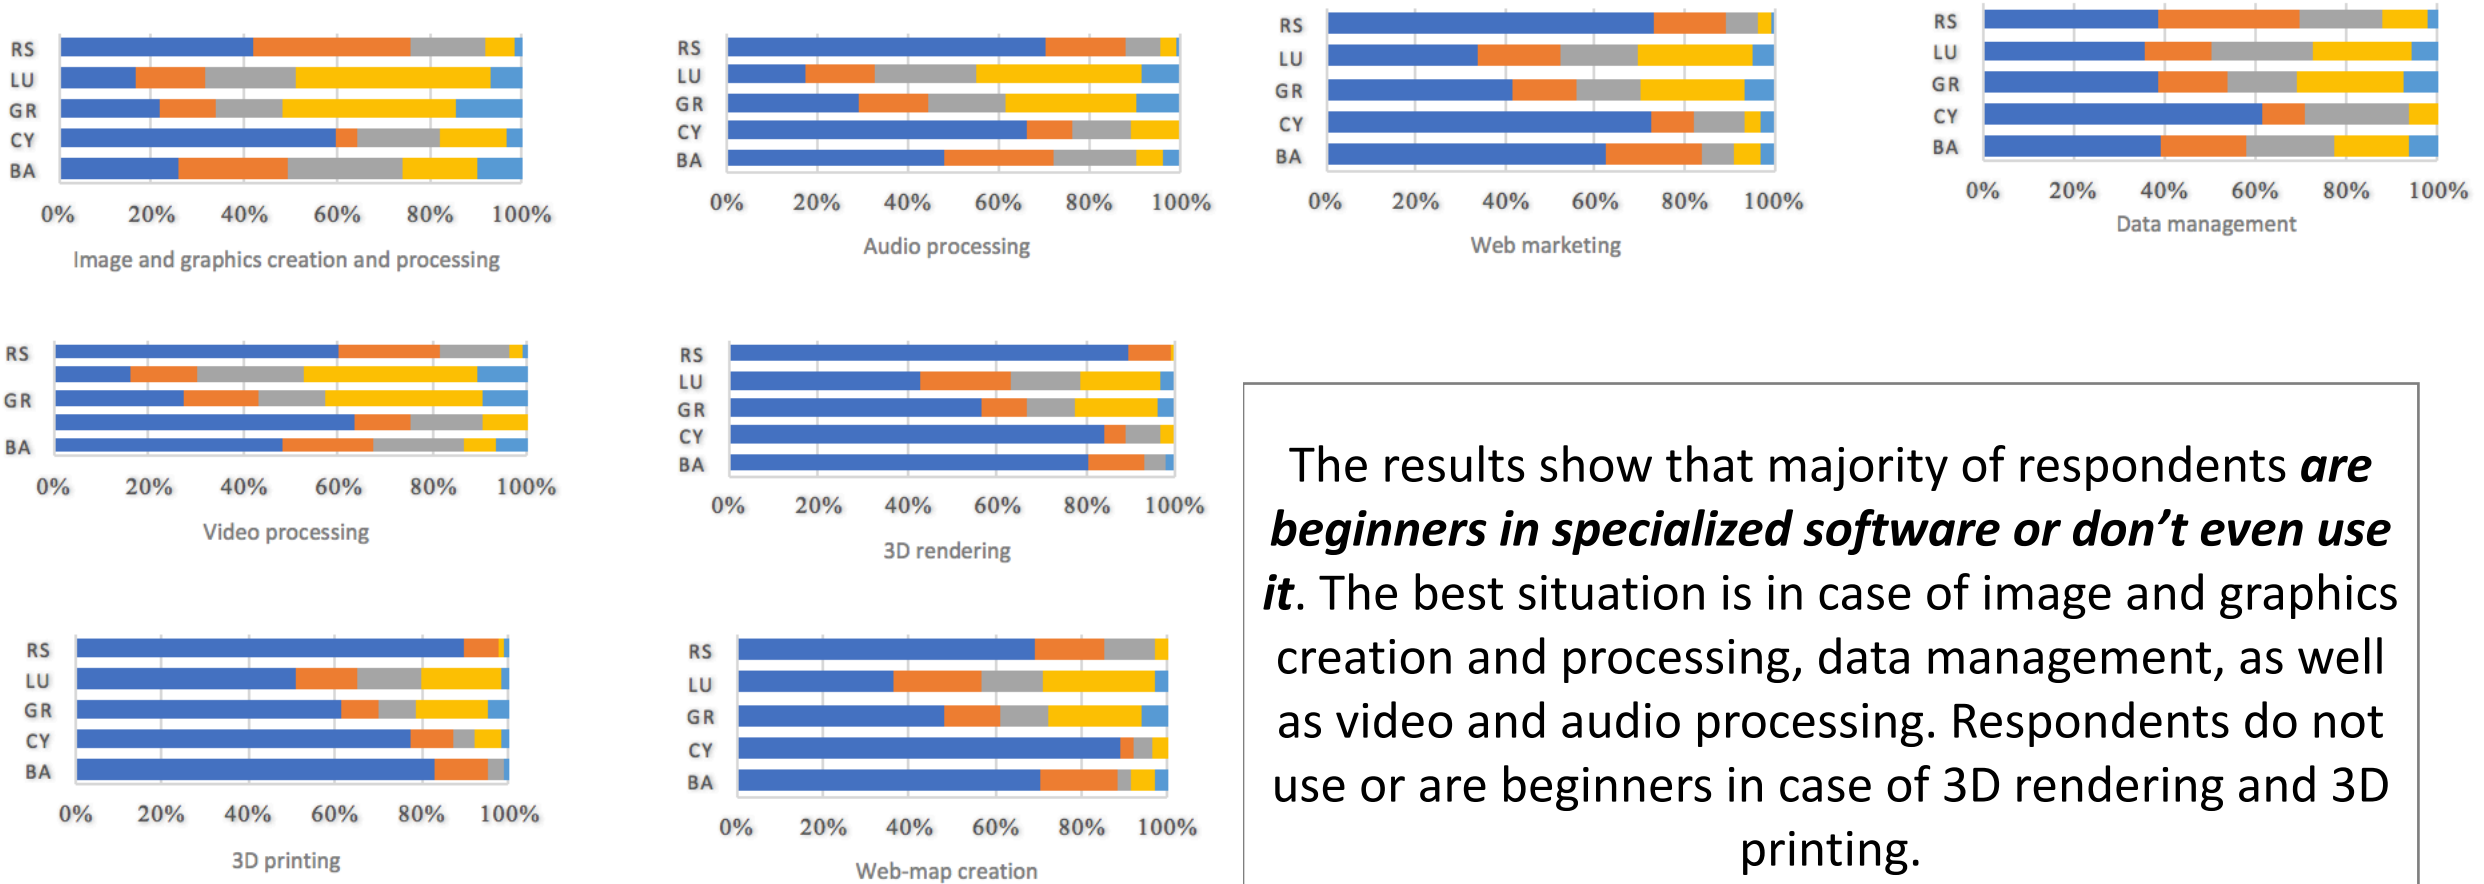 RS
LU
GR
CY
BA
0% 20% 40% 60% 80% 100%
Image and graphics creation and processing
RS
LU
GR
CY
BA
0% 20% 40% 60% 80% 100%
Audio processing
RS
LU
GR
CY
BA
0% 20% 40% 60% 80% 100%
Web marketing
RS
LU
GR
CY
BA
0% 20% 40% 60% 80% 100%
Data management
RS
GR
BA
0% 20% 40% 60% 80% 100%
Video processing
RS
LU
GR
CY
BA
0% 20% 40% 60% 80% 100%
3D rendering
RS
LU
GR
CY
BA
0% 20% 40% 60% 80% 100%
3D printing
RS
LU
GR
CY
BA
0% 20% 40% 60% 80% 100%
Web-map creation
The results show that majority of respondents are
beginners in specialized software or don’t even use
it. The best situation is in case of image and graphics
creation and processing, data management, as well
as video and audio processing. Respondents do not
use or are beginners in case of 3D rendering and 3D
printing.